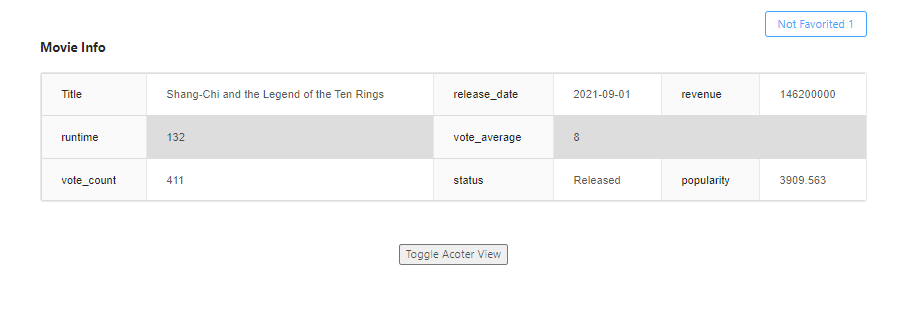 Not Favorited 1
Movie Info
Title Shang-Chi and the Legend of the Ten Rings release_date 2021-09-01 revenue 146200000
runtime 132 vote_average 8
vote_count 411 status Released popularity 3909.563
Toggle Acoter View